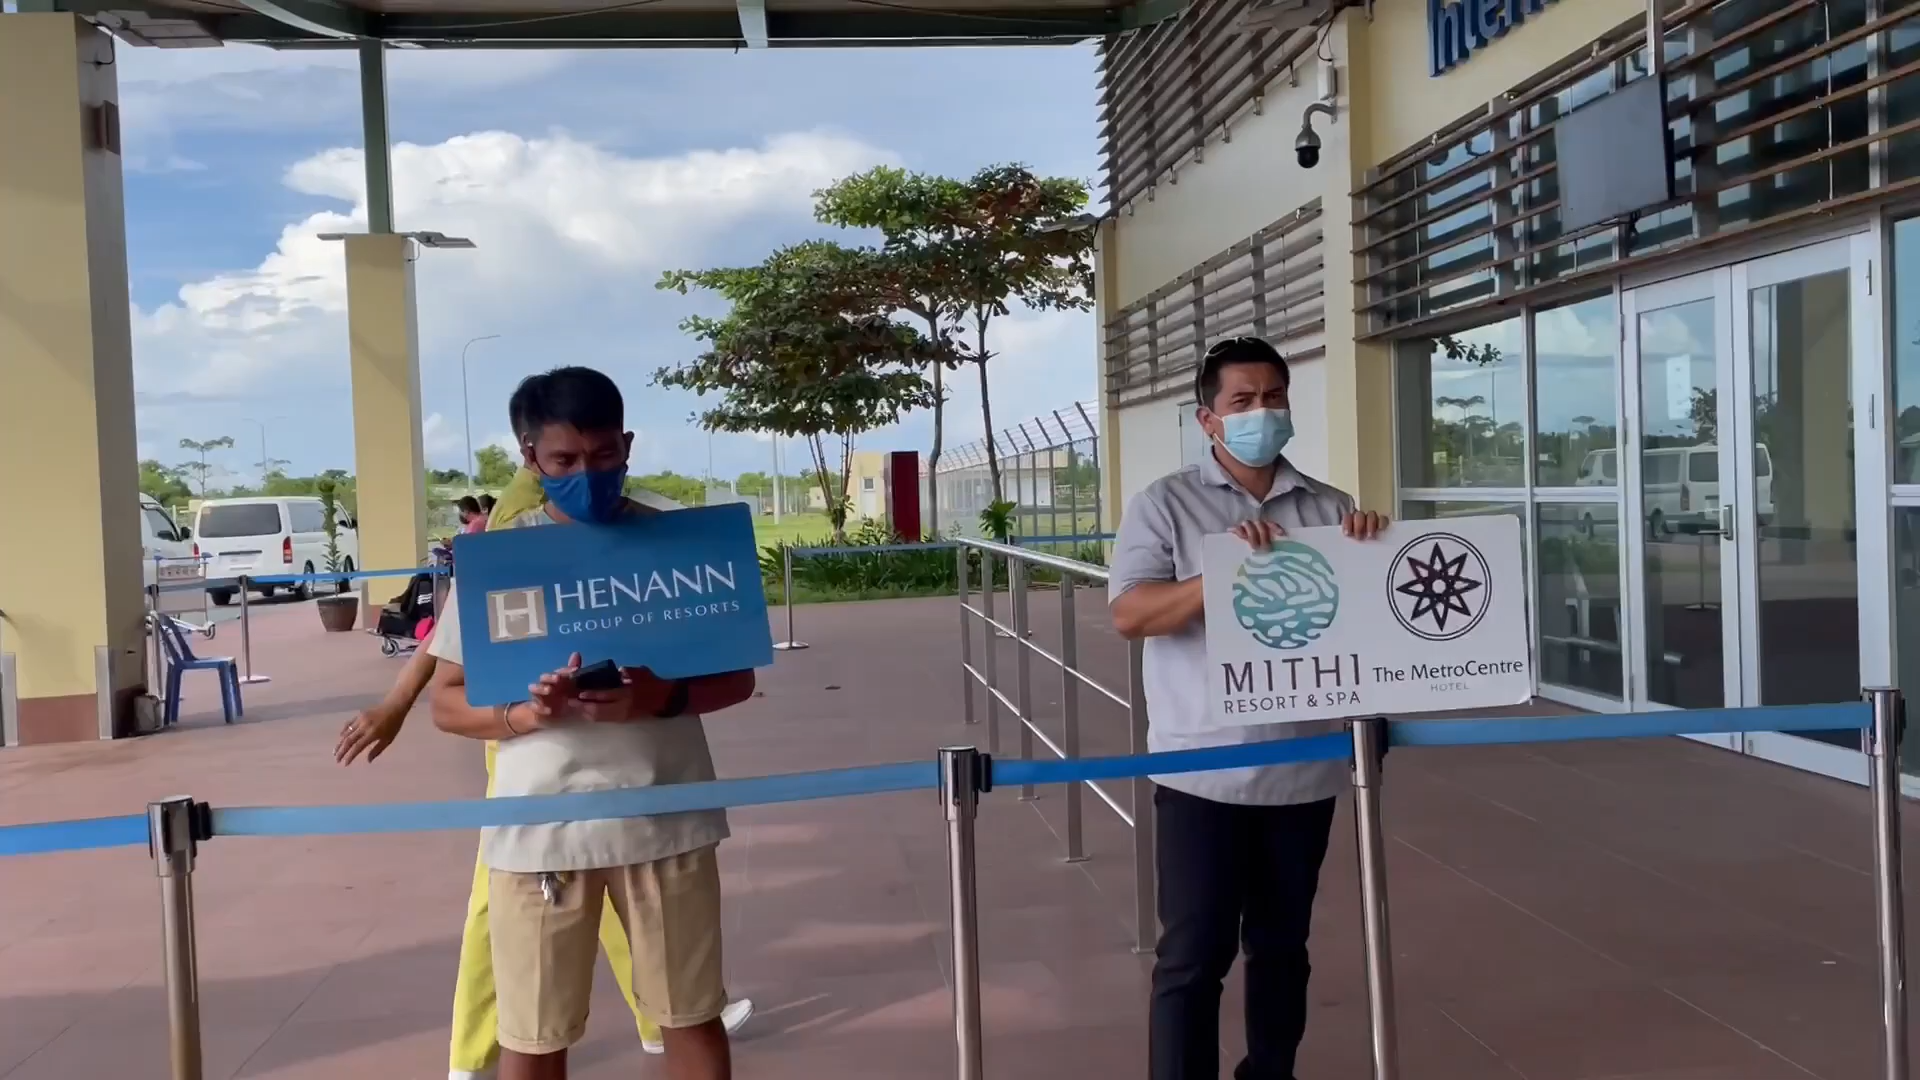 H HENANN
GROUP OF RESORTS
MITHI
RESORT & SPA
The MetroCentre
HOTEL